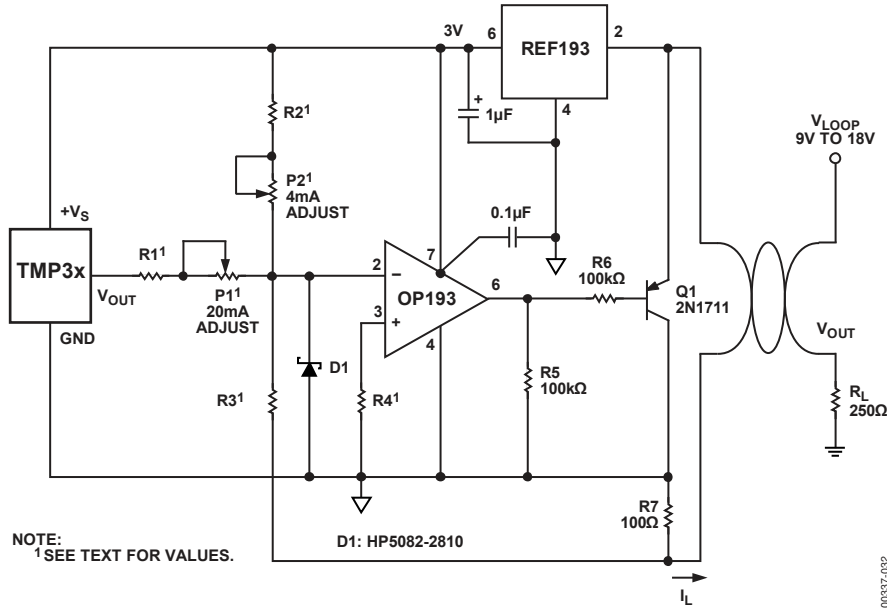 3V
6
REF193
2
4
R2¹
1µF
+
P2¹
4mA
ADJUST
V_LOOP
9V TO 18V
+V_S
TMP3x
R1¹
V_OUT
P1¹
20mA
ADJUST
GND
0.1µF
7
2
−
OP193
6
3
+
4
R6
100kΩ
Q1
2N1711
V_OUT
D1
R3¹
R4¹
R5
100kΩ
R_L
250Ω
R7
100Ω
NOTE:
¹SEE TEXT FOR VALUES.
D1: HP5082-2810
I_L
00337-032